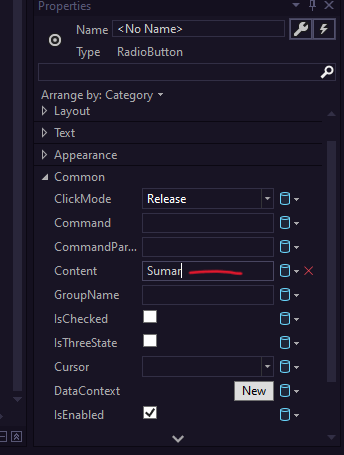 Properties
Name <No Name>
Type RadioButton
Arrange by: Category
Layout
Text
Appearance
Common
ClickMode Release
Command
CommandPar...
Content Sumar
GroupName
IsChecked
IsThreeState
Cursor
DataContext New
IsEnabled